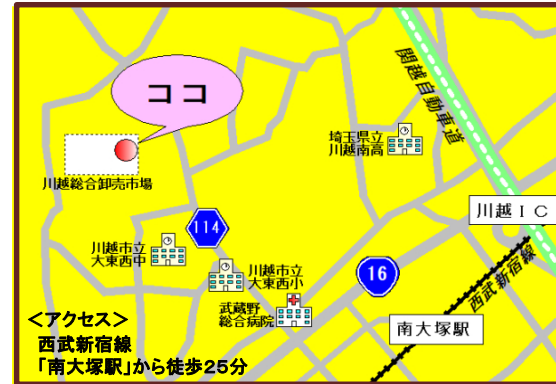 ココ
関越自動車道
埼玉県立
川越南高
川越総合卸売市場
川越IC
114
川越市立
大東西中
川越市立
大東西小
16
西武新宿線
武蔵野
総合病院
南大塚駅
＜アクセス＞
西武新宿線
「南大塚駅」から徒歩25分